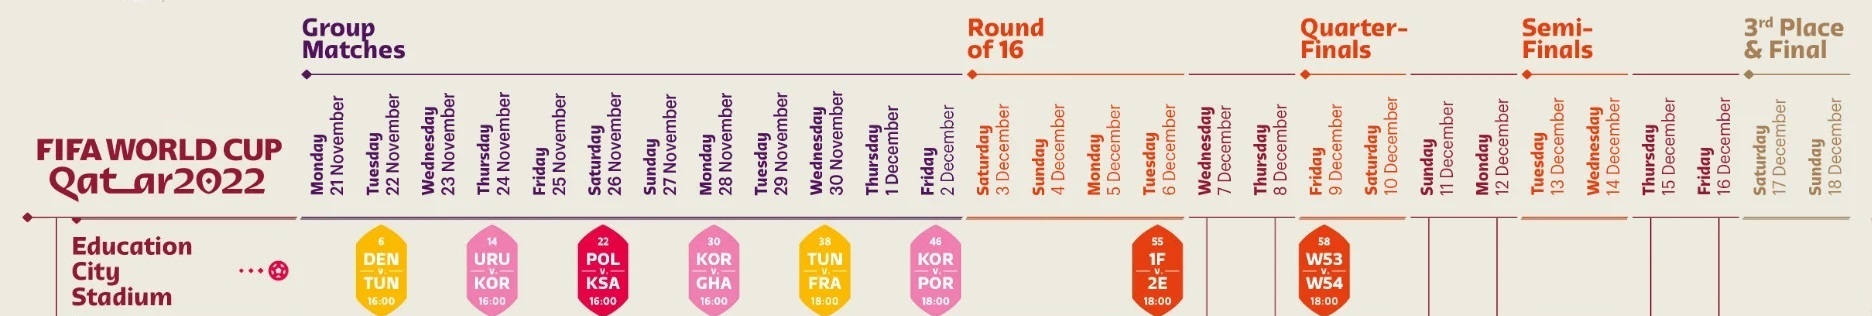 Group
Matches
Round
of 16
Quarter-
Finals
Semi-
Finals
3rd Place
& Final
FIFA WORLD CUP
Qatar2022
Monday
21 November
Tuesday
22 November
Wednesday
23 November
Thursday
24 November
Friday
25 November
Saturday
26 November
Sunday
27 November
Monday
28 November
Tuesday
29 November
Wednesday
30 November
Thursday
1 December
Friday
2 December
Saturday
3 December
Sunday
4 December
Monday
5 December
Tuesday
6 December
Wednesday
7 December
Thursday
8 December
Friday
9 December
Saturday
10 December
Sunday
11 December
Monday
12 December
Tuesday
13 December
Wednesday
14 December
Thursday
15 December
Friday
16 December
Saturday
17 December
Sunday
18 December
Education
City
Stadium
6
DEN
v.
TUN
16:00
14
URU
v.
KOR
16:00
22
POL
v.
KSA
16:00
30
KOR
v.
GHA
16:00
38
TUN
v.
FRA
18:00
46
KOR
v.
POR
18:00
55
1F
v.
2E
18:00
58
W53
v.
W54
18:00